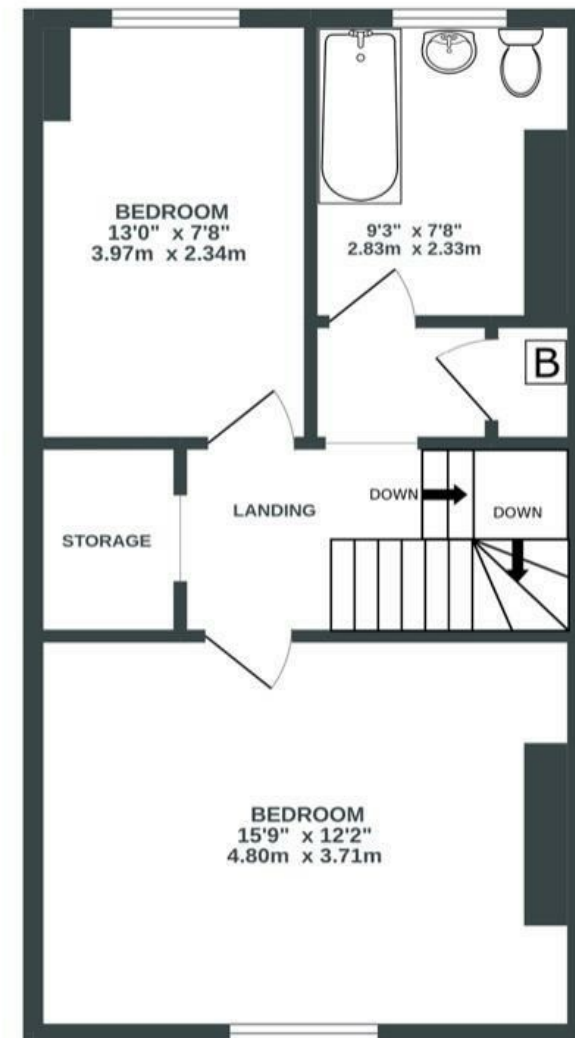 BEDROOM
13'0" x 7'8"
3.97m x 2.34m
9'3" x 7'8"
2.83m x 2.33m
B
STORAGE
LANDING
DOWN
DOWN
BEDROOM
15'9" x 12'2"
4.80m x 3.71m